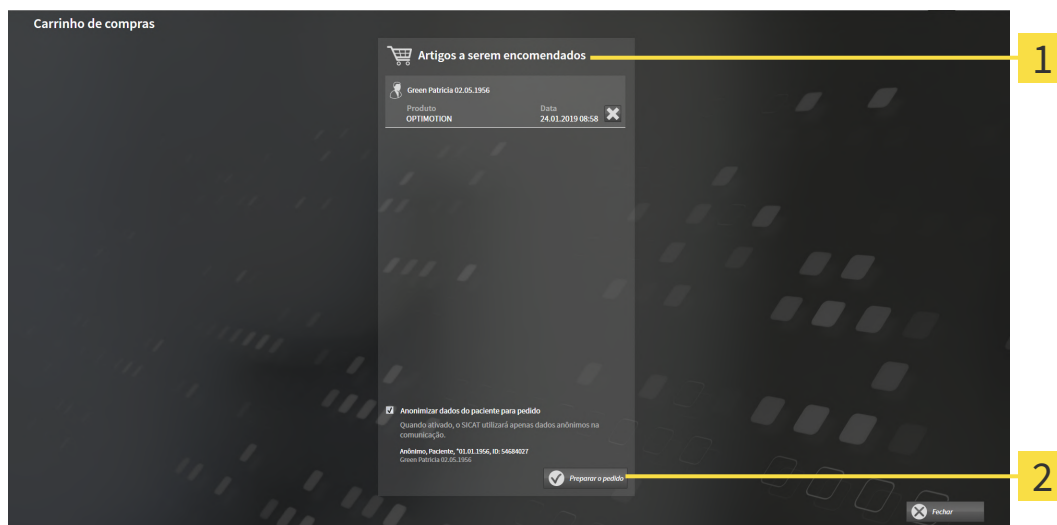 Carrinho de compras
Artigos a serem encomendados
1
Green Patricia 02.05.1956
Produto Data
OPTIMOTION 24.01.2019 08:58
Anonimizar dados do paciente para pedido
Quando ativado, o SICAT utilizará apenas dados anônimos na
comunicação.
Anônimo, Paciente, *01.01.1956, ID: 54684027
Green Patricia 02.05.1956
Preparar o pedido
2
Fechar